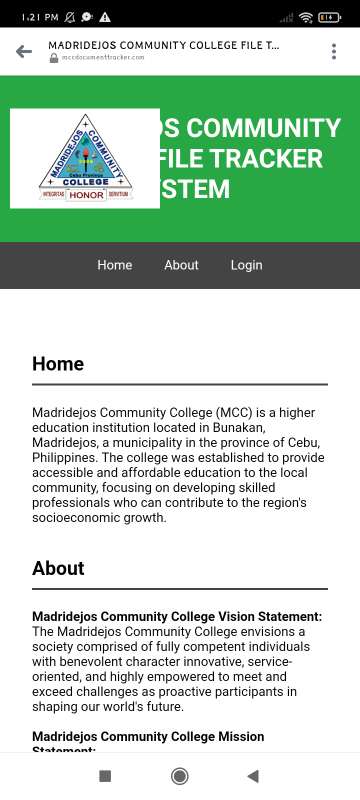 1:21 PM
MADRIDEJOS COMMUNITY COLLEGE FILE T...
mccdocumenttracker.com
OS COMMUNITY
FILE TRACKER
STEM
MADRIDEJOS COMMUNITY
Cebu Province
COLLEGE
INTEGRITAS HONOR SERVITIUM
Home About Login
Home
Madridejos Community College (MCC) is a higher
education institution located in Bunakan,
Madridejos, a municipality in the province of Cebu,
Philippines. The college was established to provide
accessible and affordable education to the local
community, focusing on developing skilled
professionals who can contribute to the region's
socioeconomic growth.
About
Madridejos Community College Vision Statement:
The Madridejos Community College envisions a
society comprised of fully competent individuals
with benevolent character innovative, service-
oriented, and highly empowered to meet and
exceed challenges as proactive participants in
shaping our world's future.
Madridejos Community College Mission
Statement: